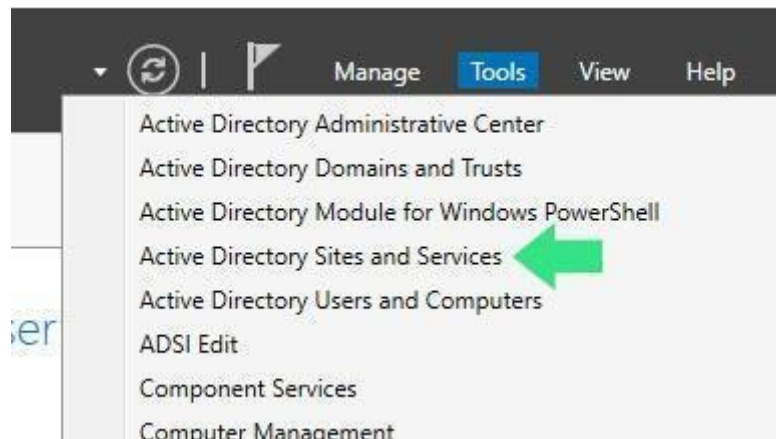 Manage Tools View Help
Active Directory Administrative Center
Active Directory Domains and Trusts
Active Directory Module for Windows PowerShell
Active Directory Sites and Services
Active Directory Users and Computers
ser
ADSI Edit
Component Services
Computer Management